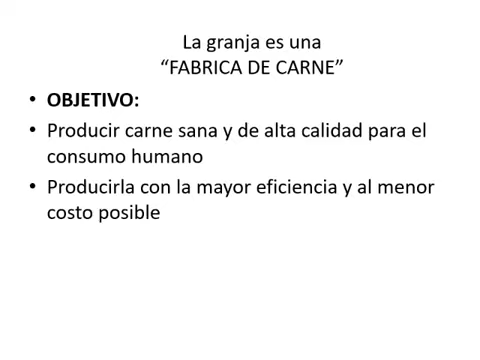 La granja es una
“FABRICA DE CARNE”
• OBJETIVO:
• Producir carne sana y de alta calidad para el
consumo humano
• Producirla con la mayor eficiencia y al menor
costo posible